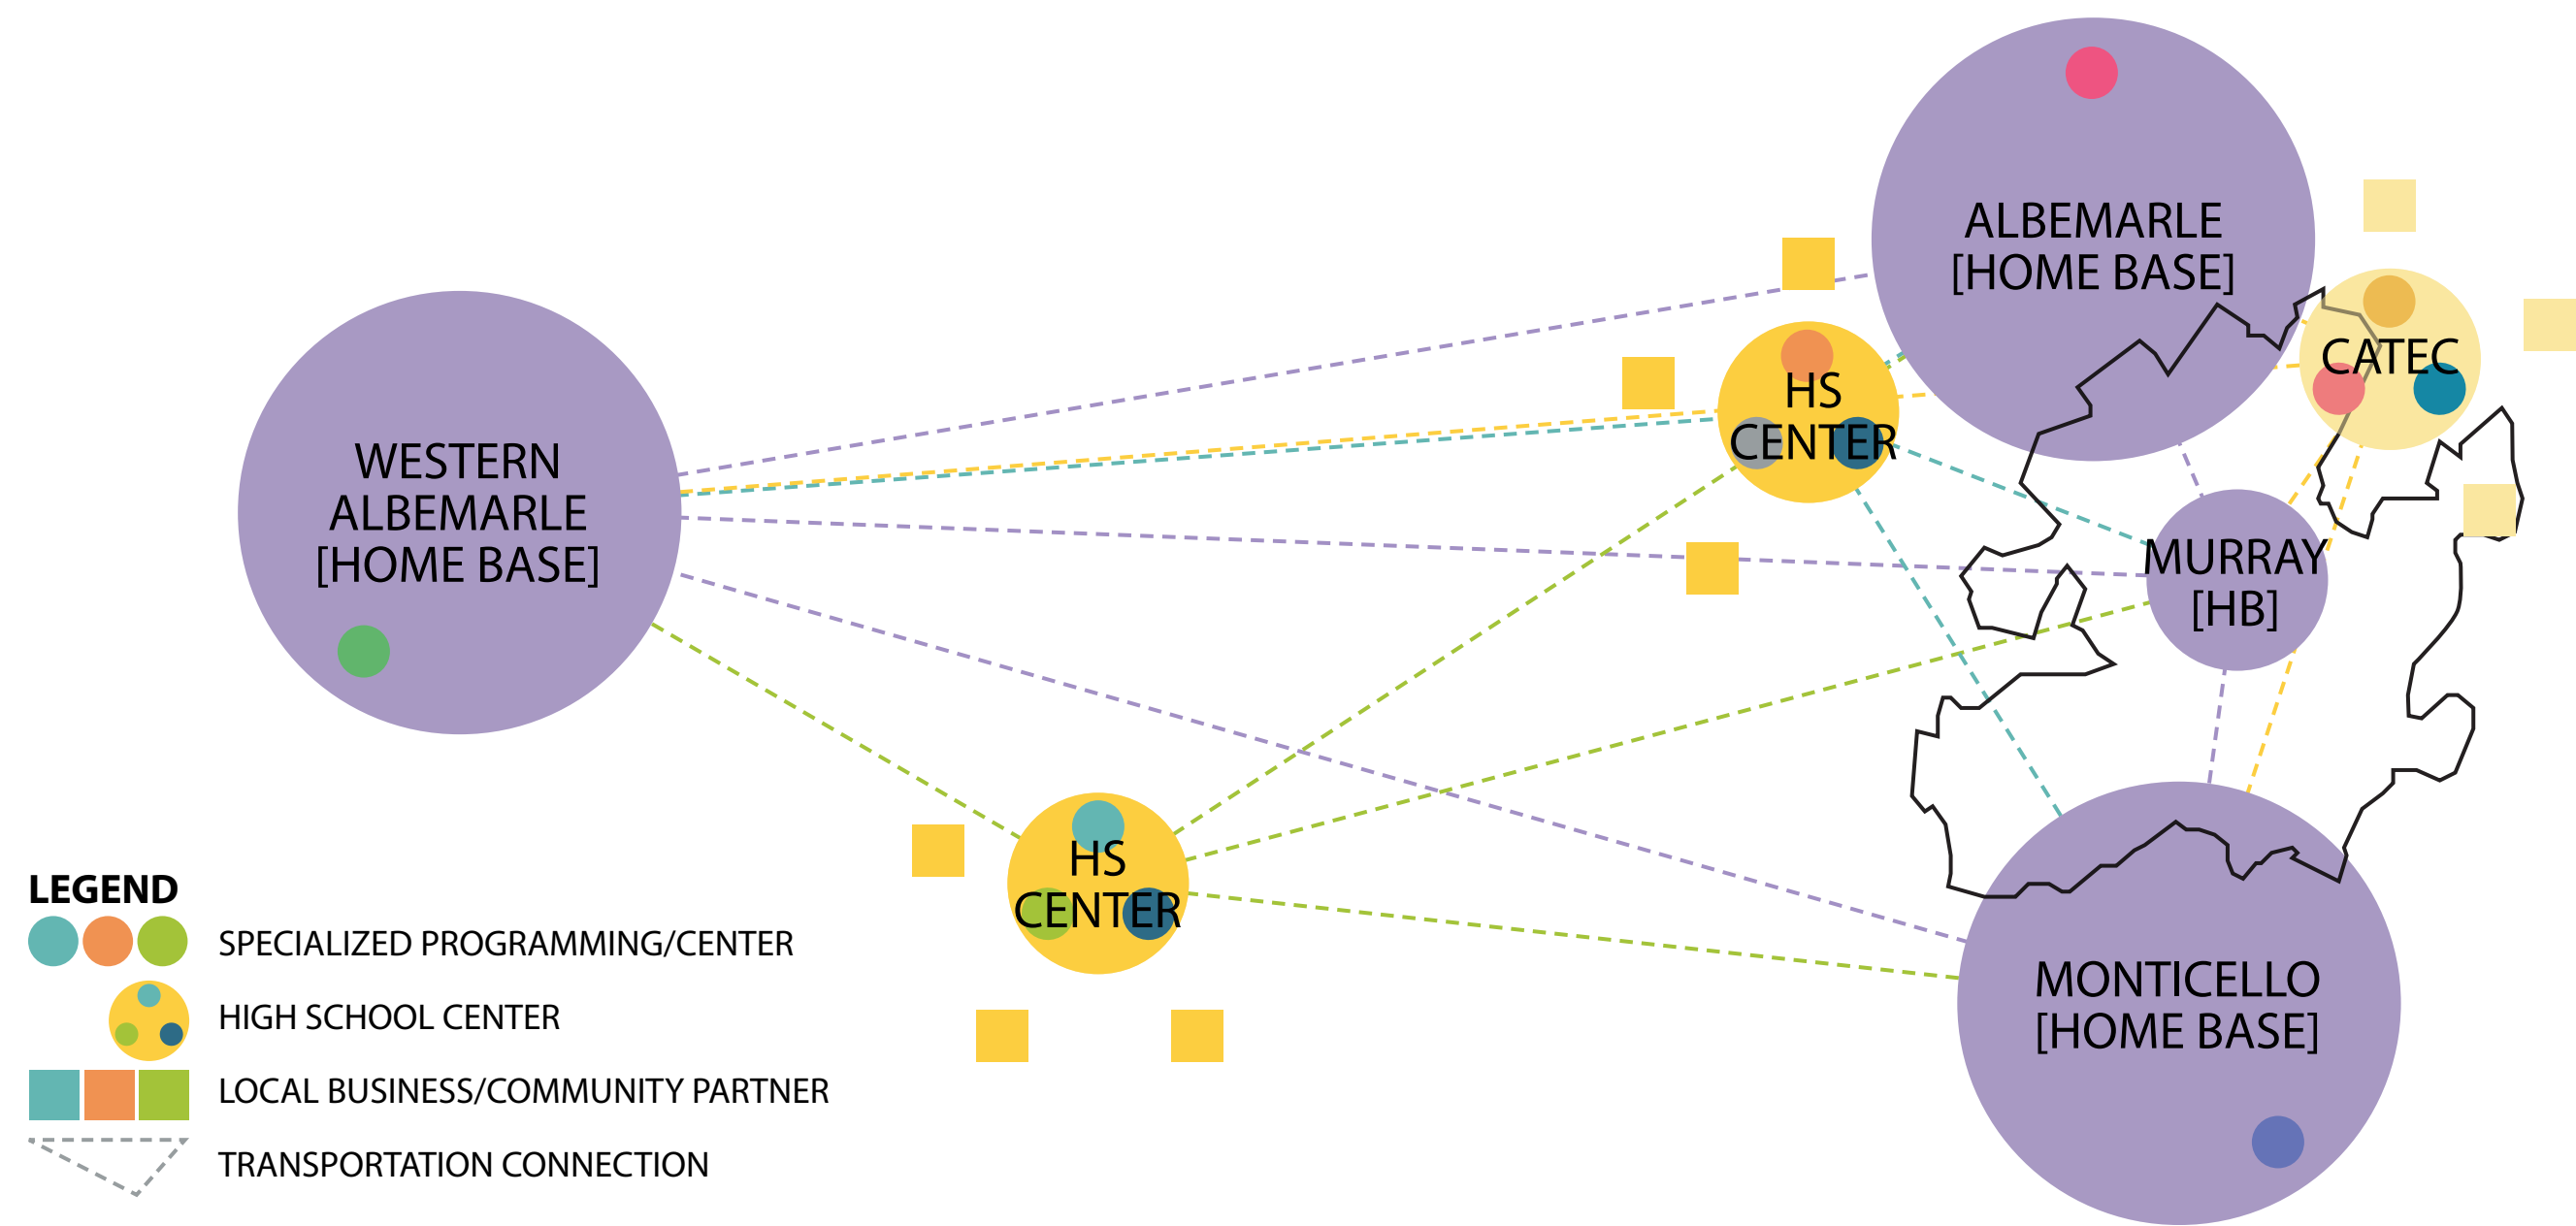 ALBEMARLE
[HOME BASE]
CATEC
HS
CENTER
WESTERN
ALBEMARLE
[HOME BASE]
MURRAY
[HB]
HS
CENTER
MONTICELLO
[HOME BASE]
LEGEND
SPECIALIZED PROGRAMMING/CENTER
HIGH SCHOOL CENTER
LOCAL BUSINESS/COMMUNITY PARTNER
TRANSPORTATION CONNECTION